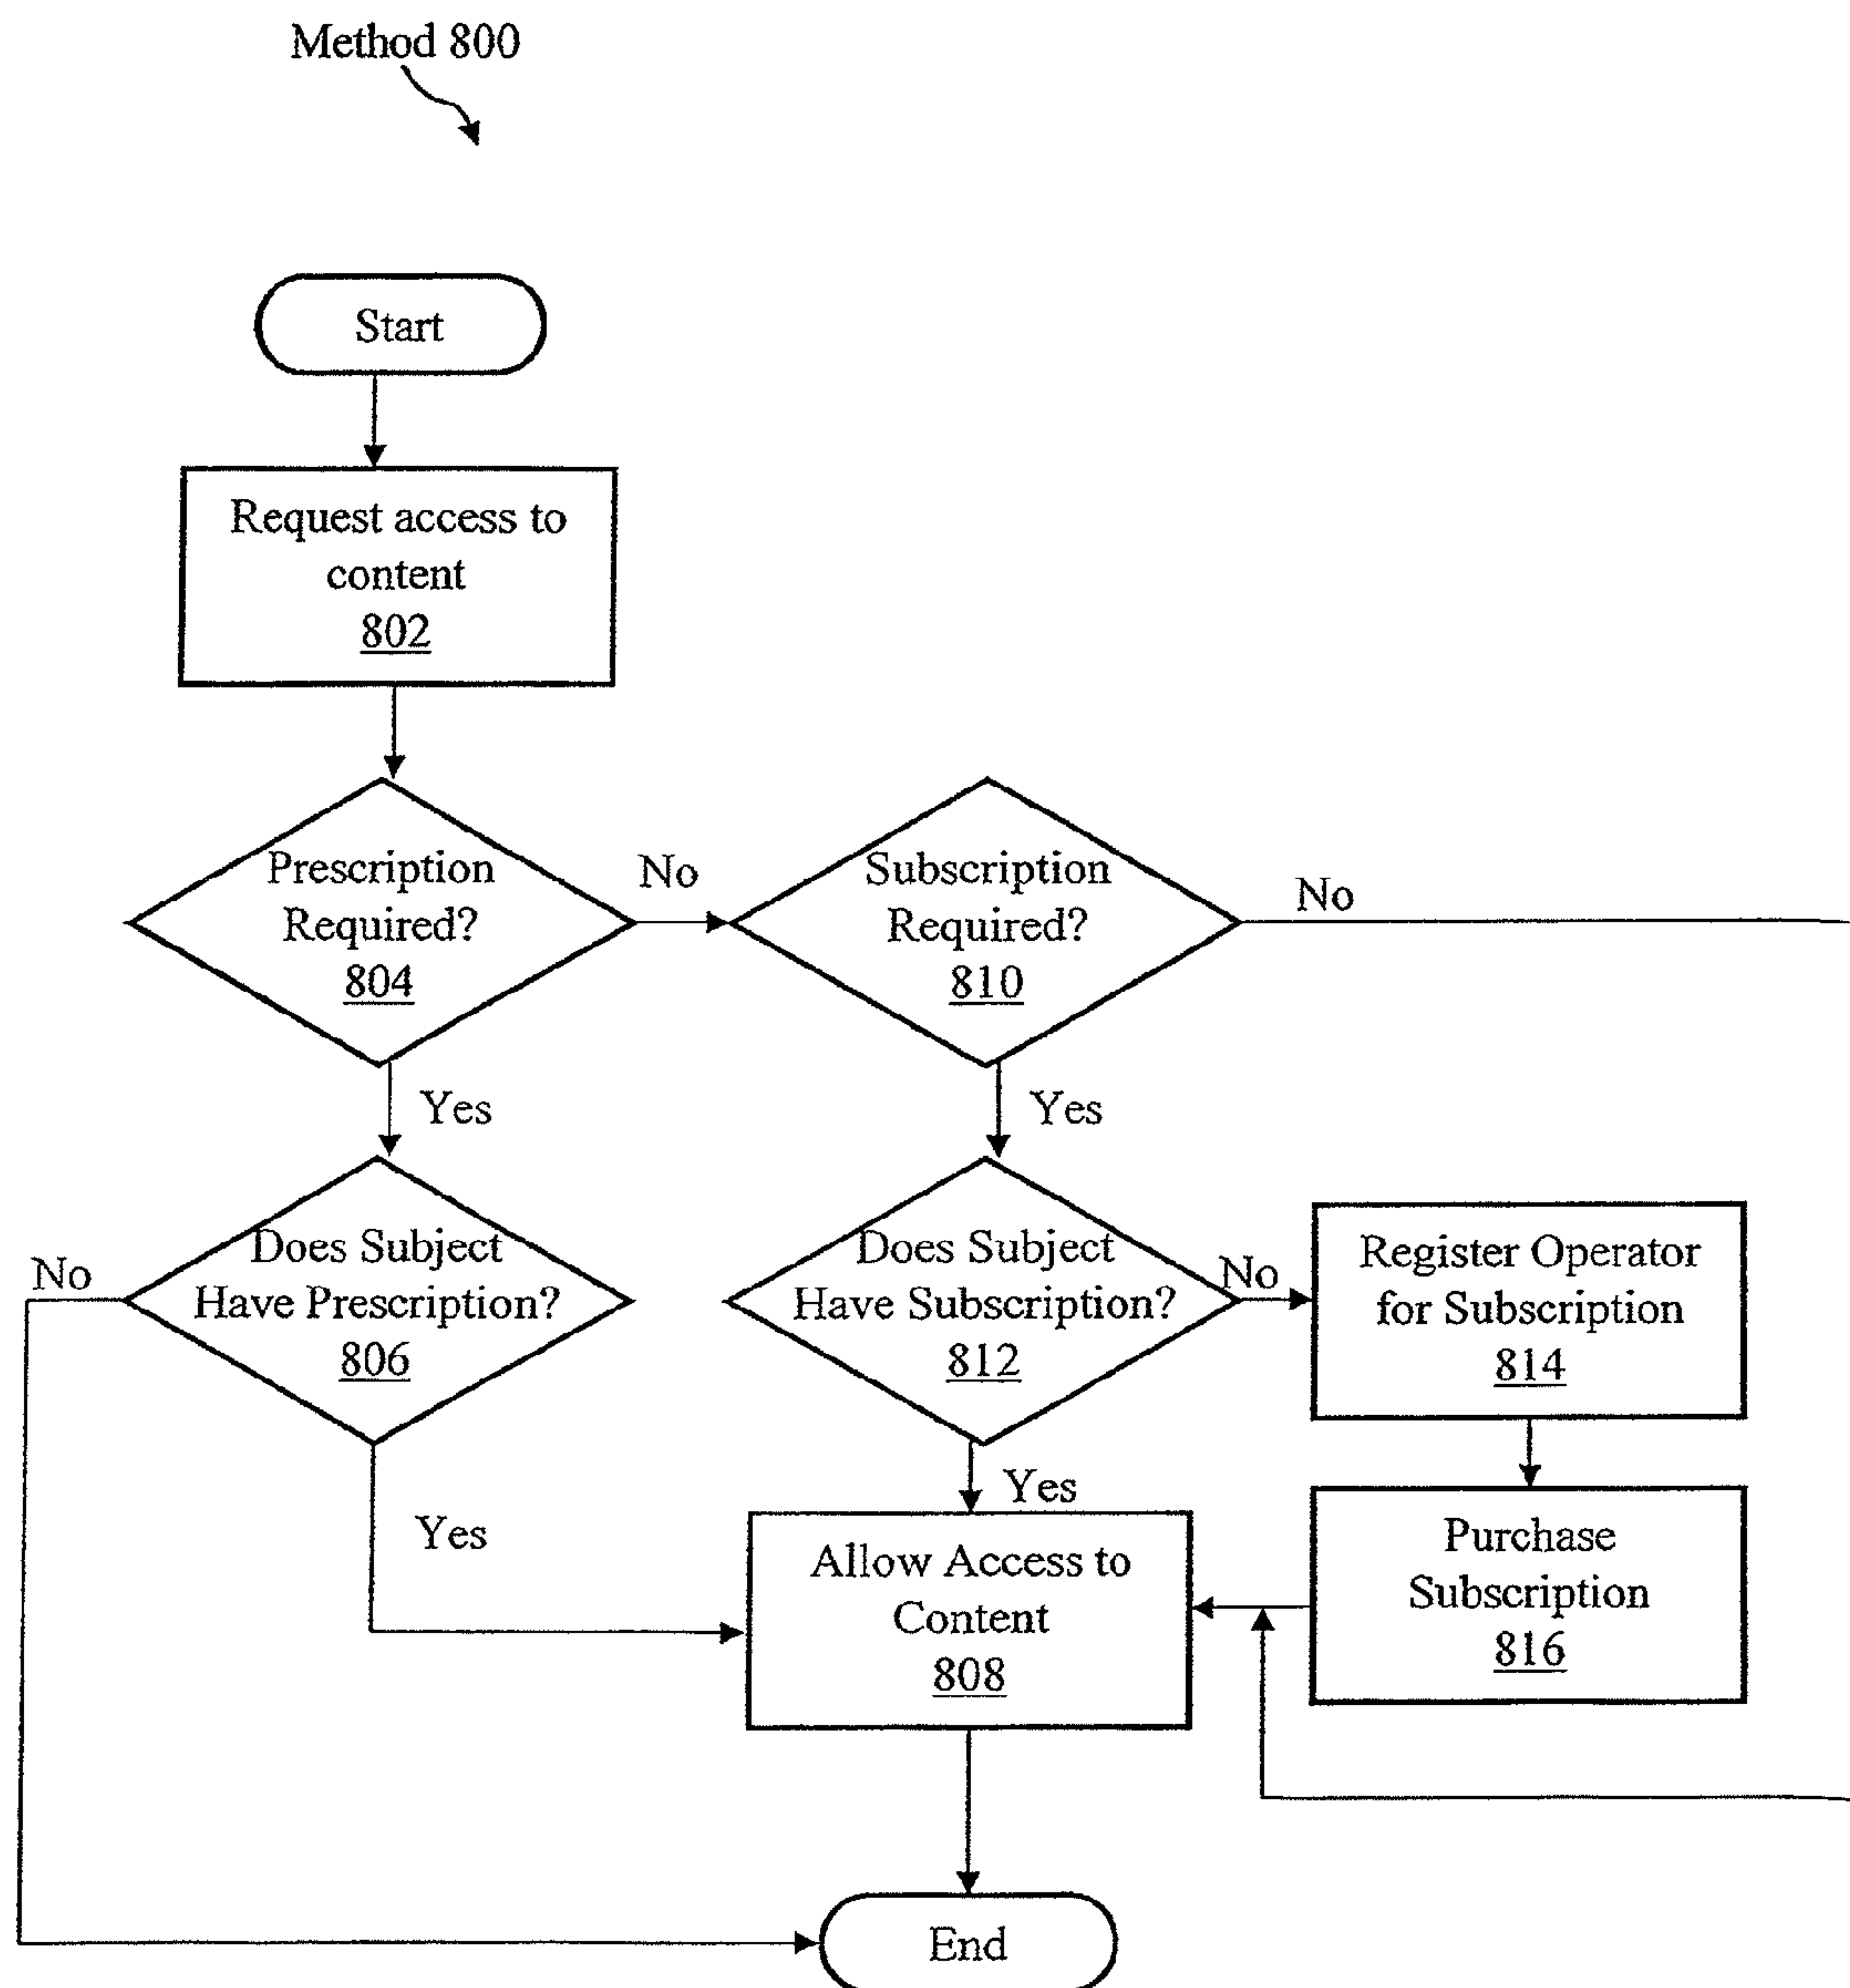 Method 800
Start
Request access to
content
802
Prescription
Required?
804
No
Subscription
Required?
810
No
Yes
Yes
No
Does Subject
Have Prescription?
806
Does Subject
Have Subscription?
812
No
Register Operator
for Subscription
814
Yes
Yes
Allow Access to
Content
808
Purchase
Subscription
816
End